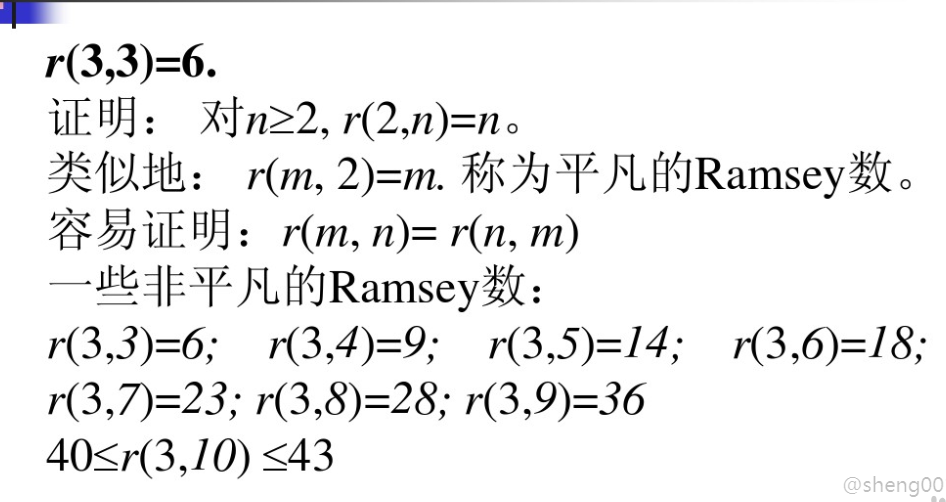 r(3,3)=6.
证明： 对n≥2, r(2,n)=n。
类似地： r(m, 2)=m. 称为平凡的Ramsey数。
容易证明：r(m, n)= r(n, m)
一些非平凡的Ramsey数：
r(3,3)=6; r(3,4)=9; r(3,5)=14; r(3,6)=18;
r(3,7)=23; r(3,8)=28; r(3,9)=36
40≤r(3,10) ≤43
@sheng00